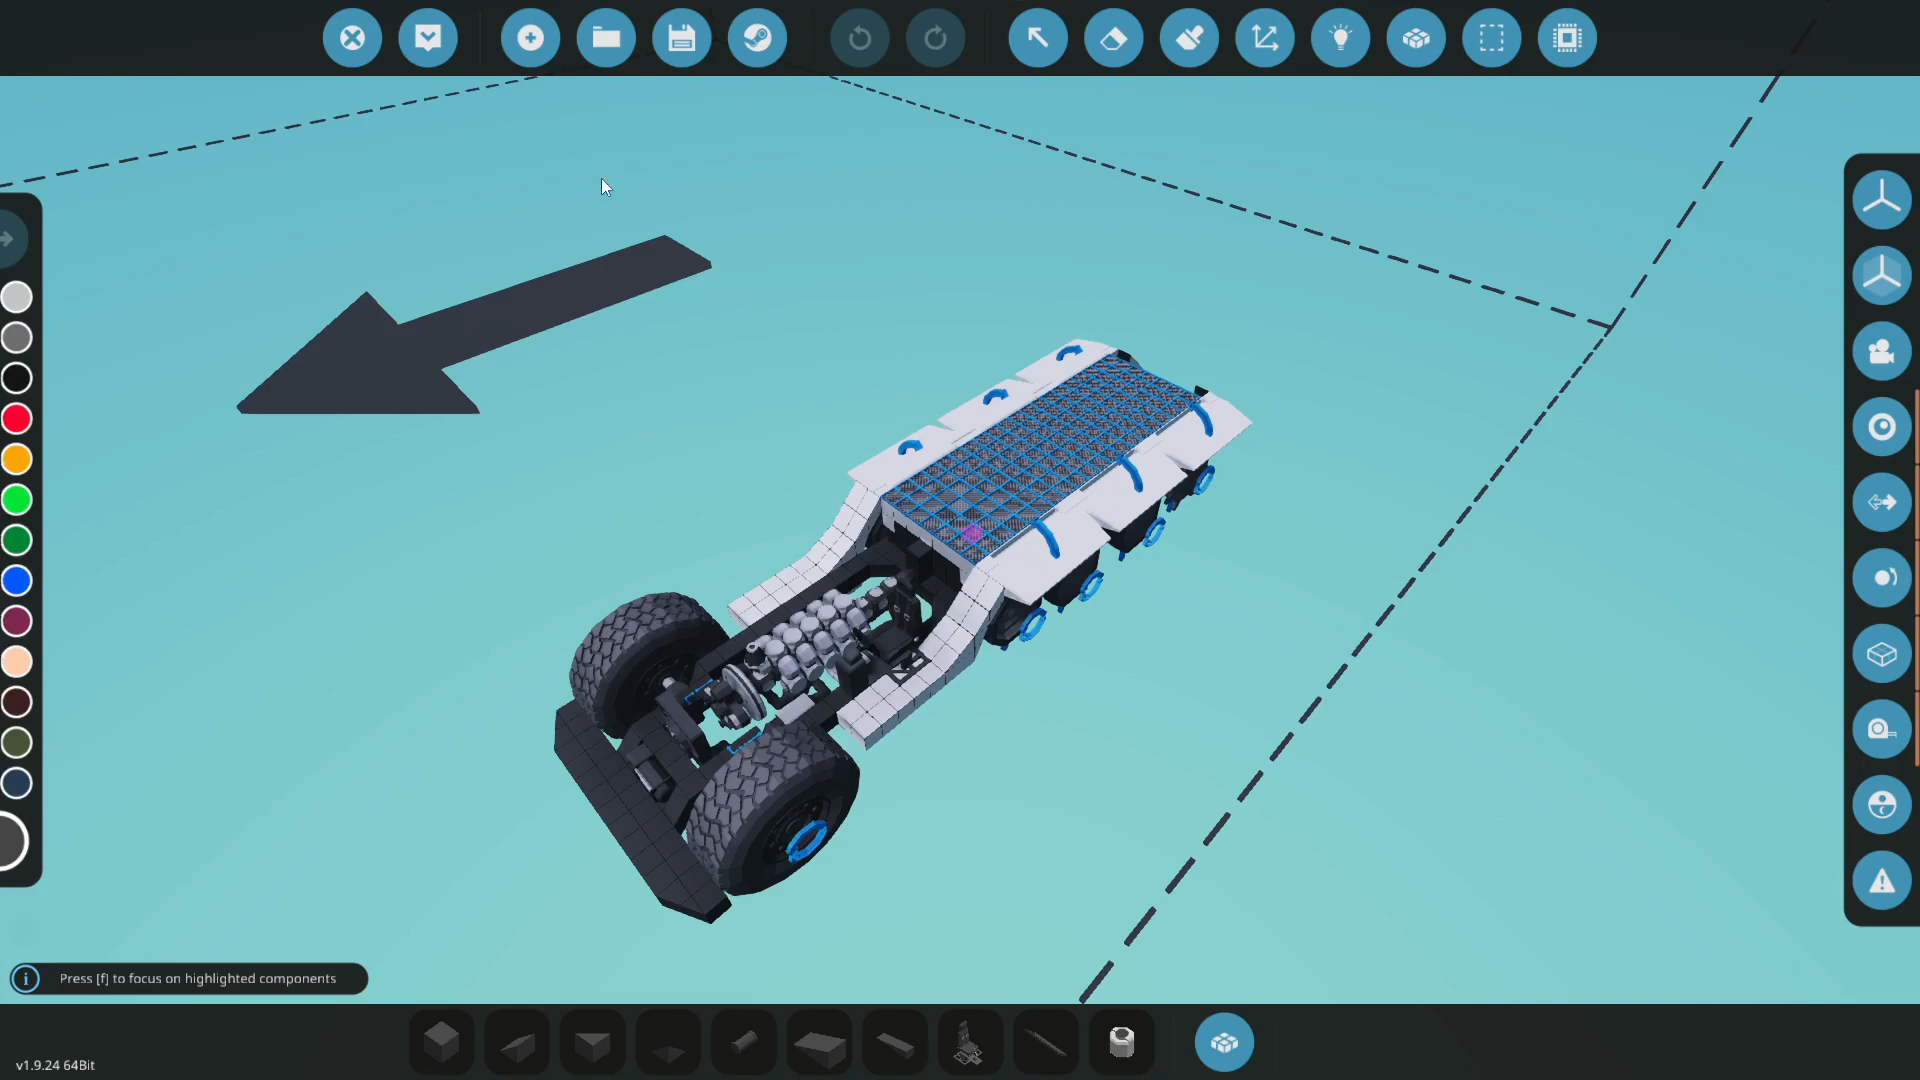 Press [f] to focus on highlighted components
v1.9.24 64Bit